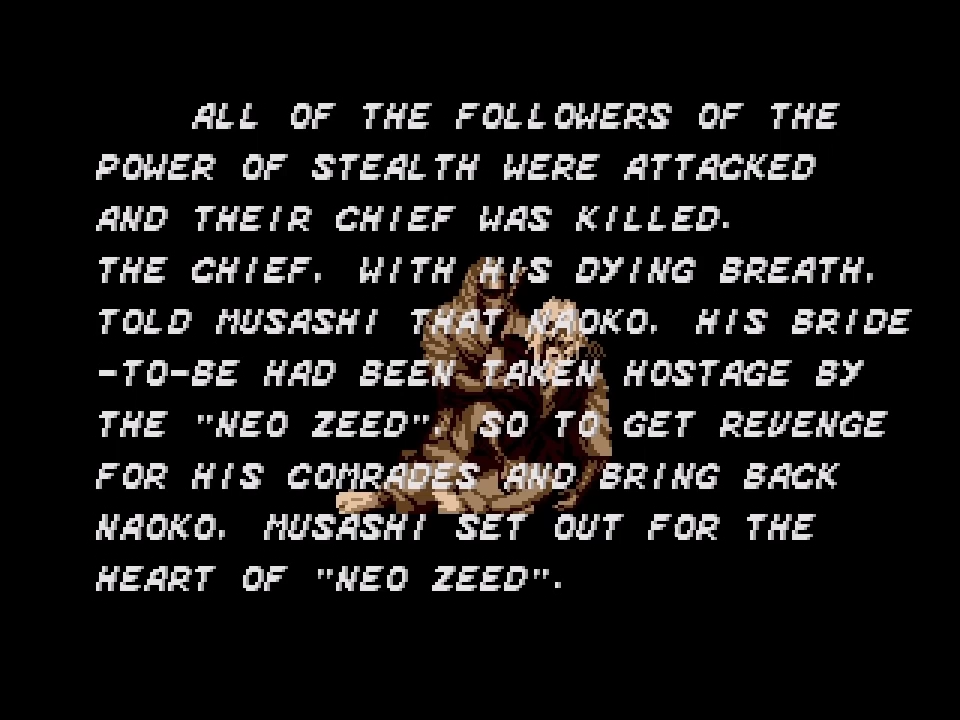 ALL OF THE FOLLOWERS OF THE
POWER OF STEALTH WERE ATTACKED
AND THEIR CHIEF WAS KILLED.
THE CHIEF, WITH HIS DYING BREATH,
TOLD MUSASHI THAT NAOKO, HIS BRIDE
-TO-BE HAD BEEN TAKEN HOSTAGE BY
THE "NEO ZEED". SO TO GET REVENGE
FOR HIS COMRADES AND BRING BACK
NAOKO, MUSASHI SET OUT FOR THE
HEART OF "NEO ZEED".